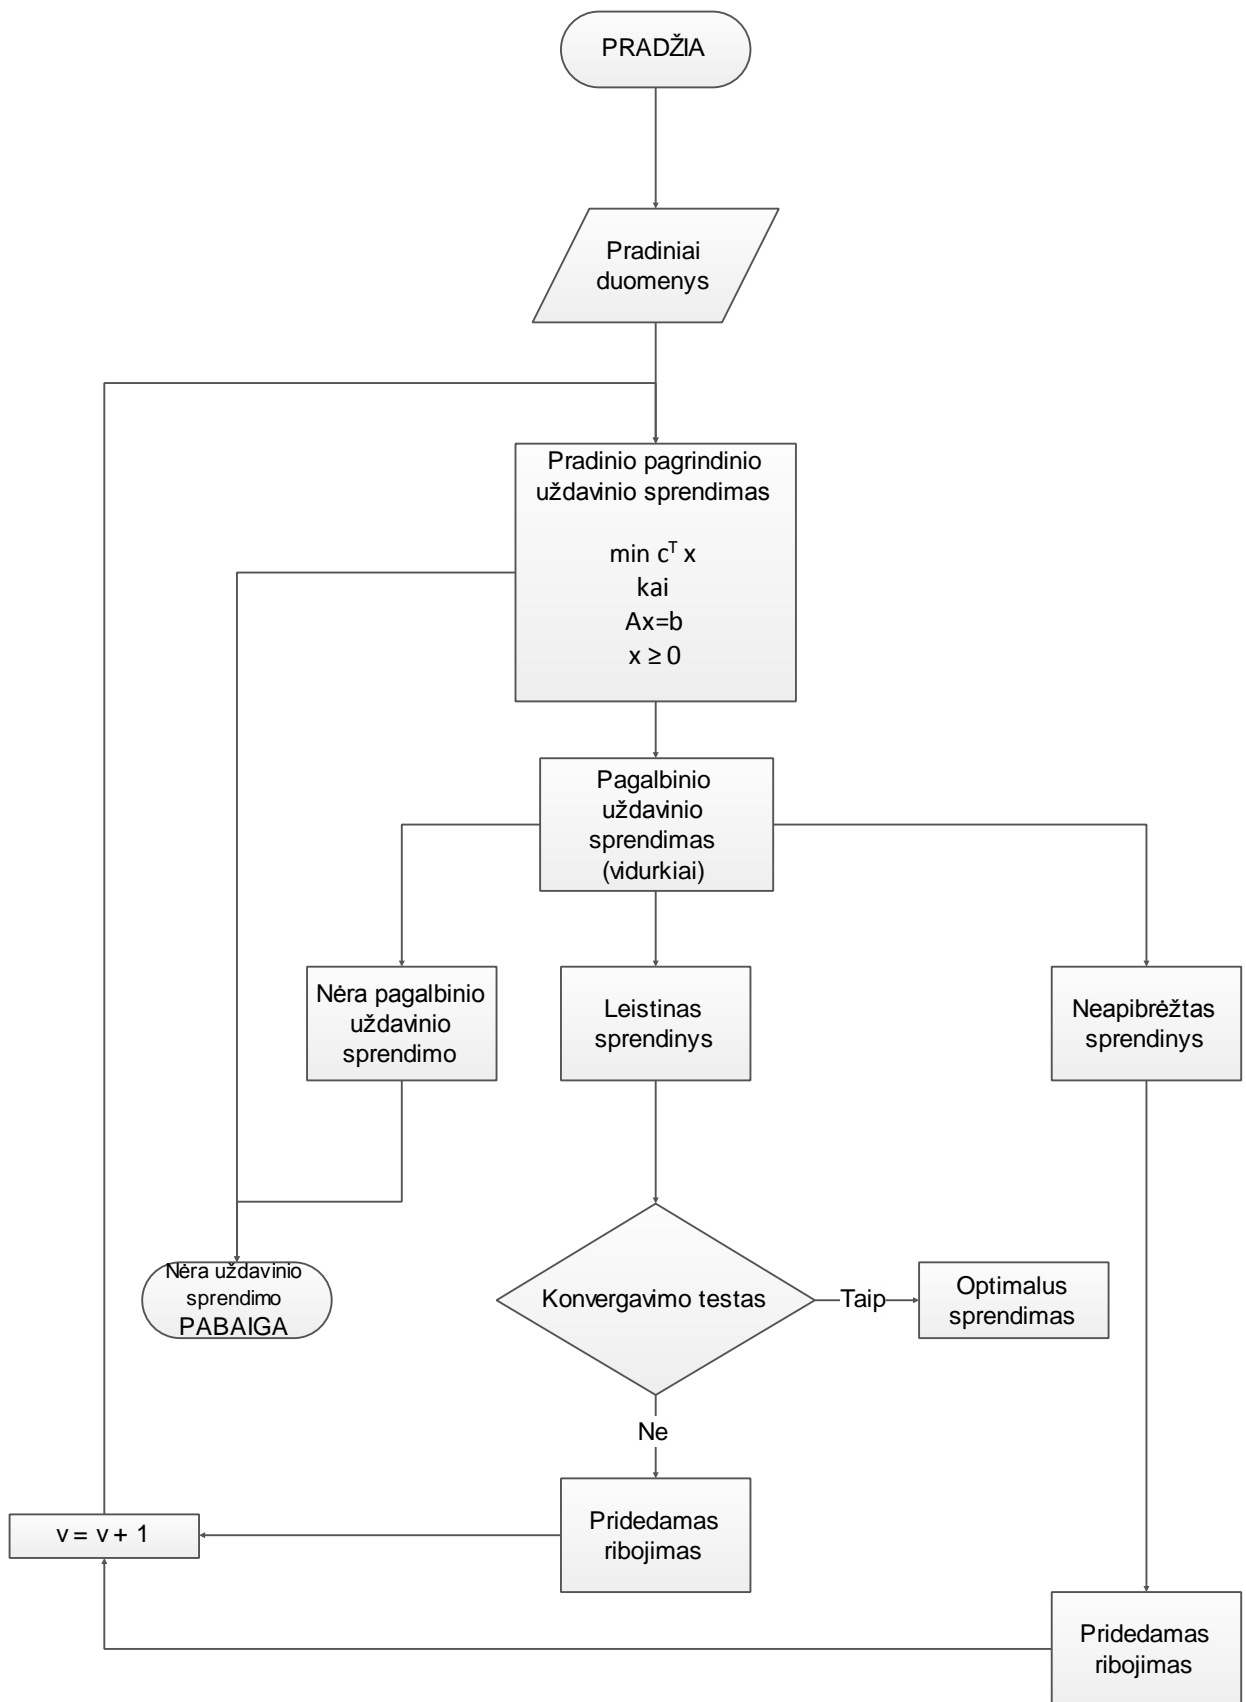 PRADŽIA
Pradiniai
duomenys
Pradinio pagrindinio
uždavinio sprendimas
min cᵀ x
kai
Ax=b
x ≥ 0
Pagalbinio
uždavinio
sprendimas
(vidurkiai)
Nėra pagalbinio
uždavinio
sprendimo
Leistinas
sprendinys
Neapibrėžtas
sprendinys
Nėra uždavinio
sprendimo
PABAIGA
Konvergavimo testas
Taip
Optimalus
sprendimas
Ne
Pridedamas
ribojimas
v = v + 1
Pridedamas
ribojimas